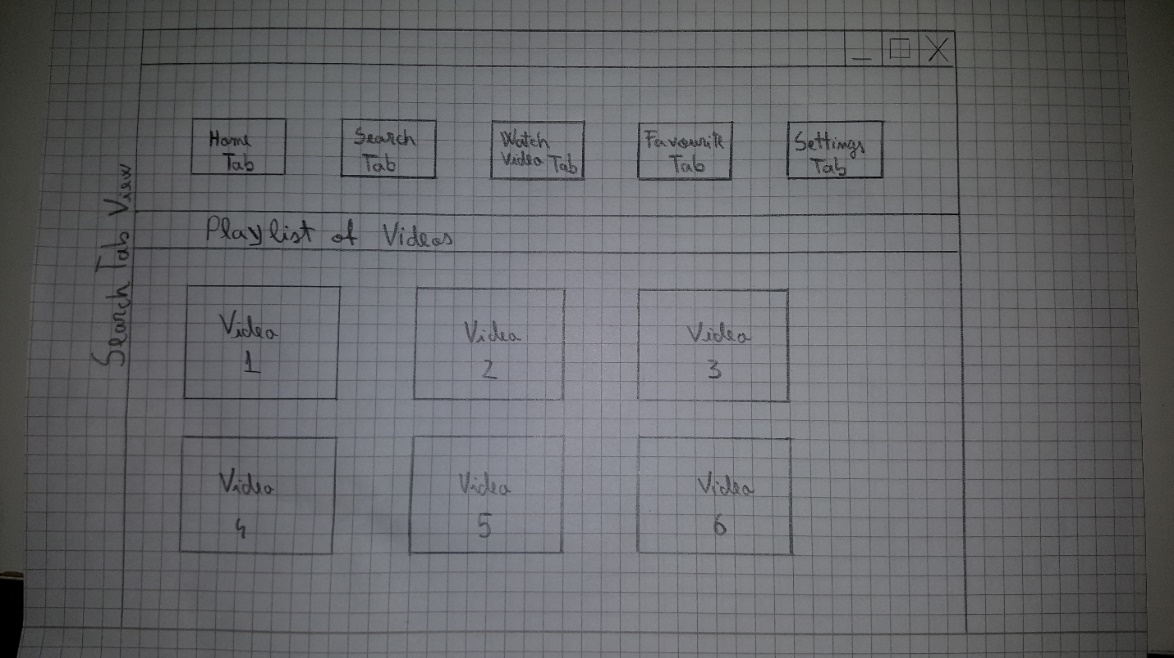 Home
Tab
Search
Tab
Watch
Video Tab
Favourite
Tab
Settings
Tab
Search Tab View
Playlist of Videos
Video
1
Video
2
Video
3
Video
4
Video
5
Video
6